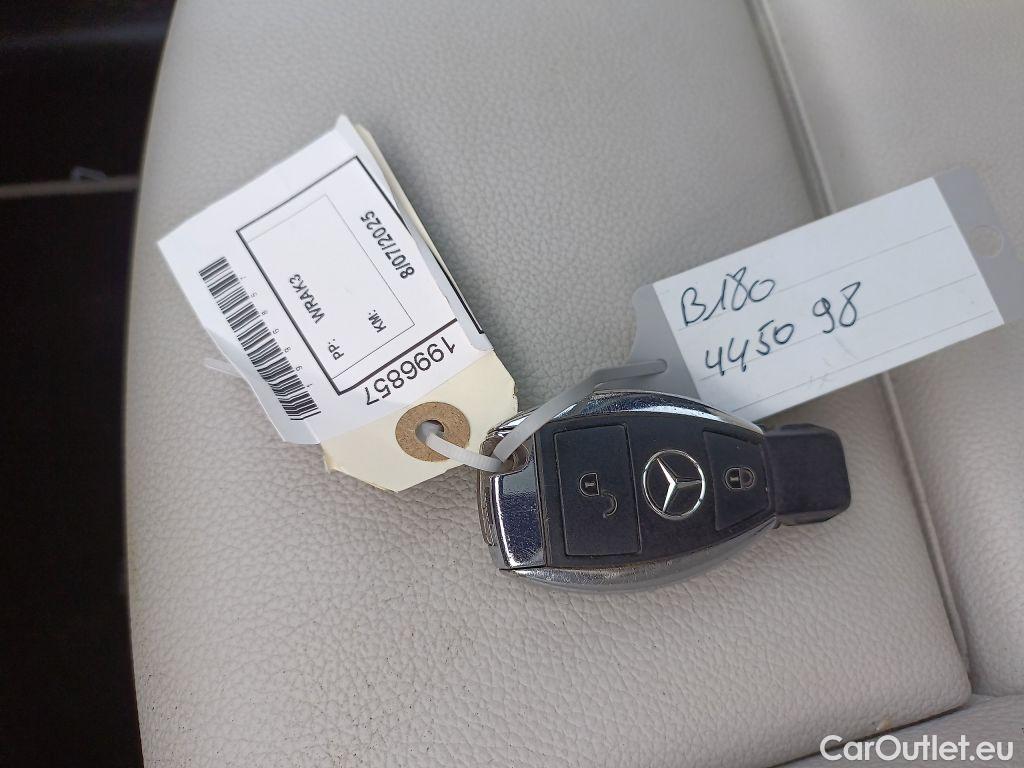 PP: WRAK3
KM: 8/07/2025
1996857
B180
4450 98
CarOutlet.eu